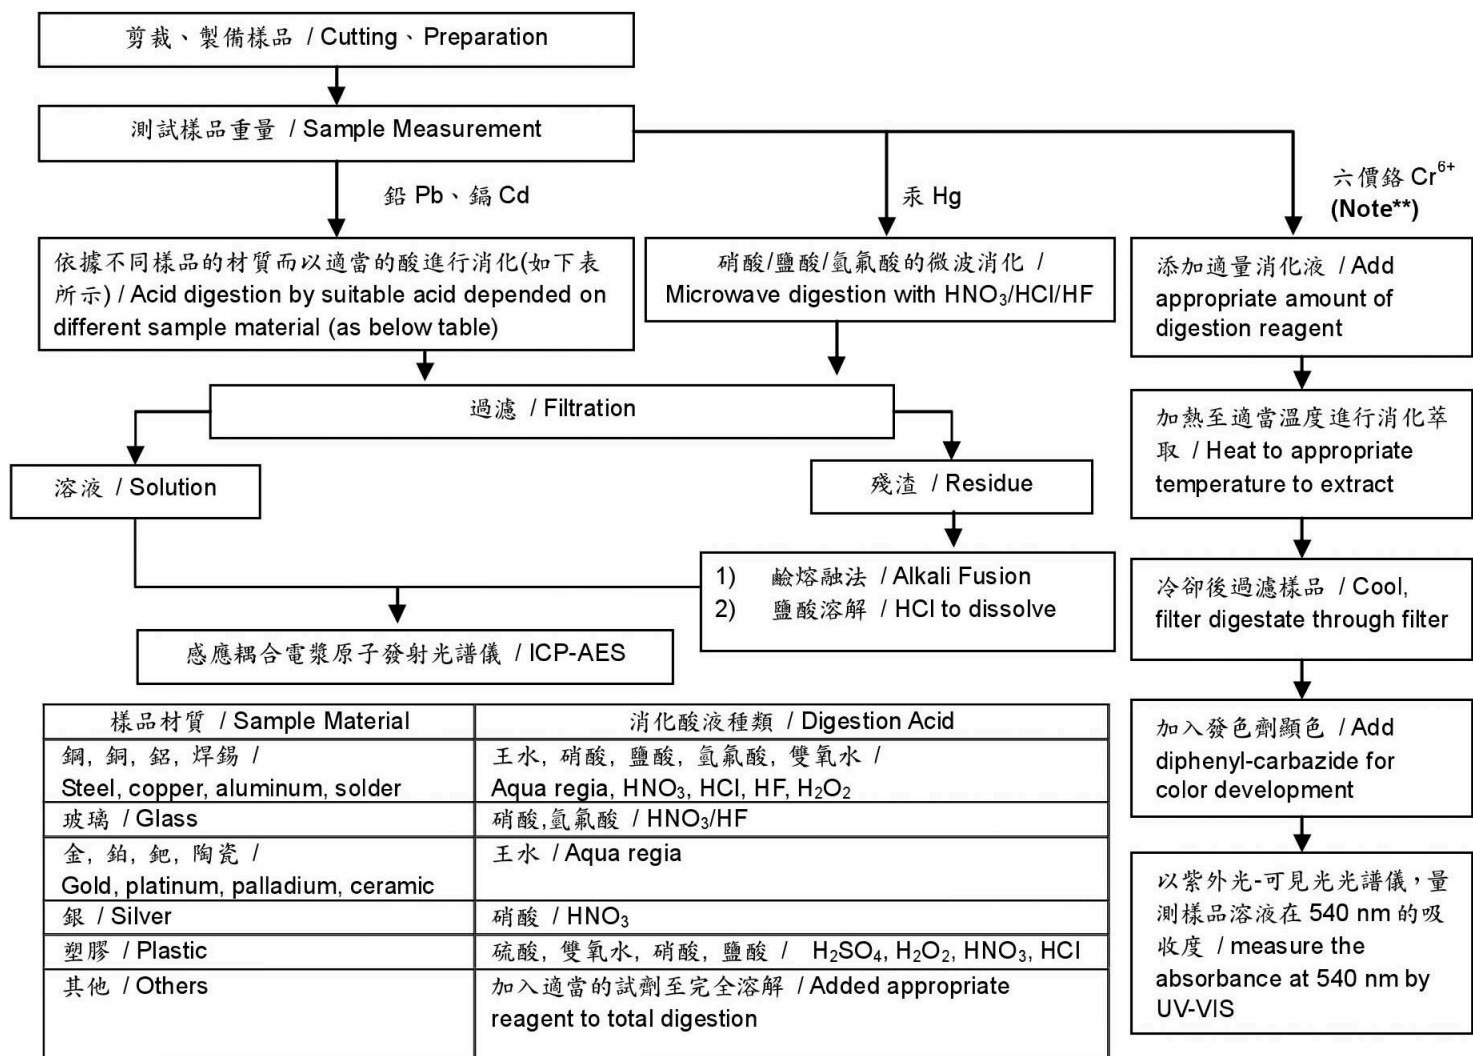 剪裁、製備樣品 / Cutting、Preparation
測試樣品重量 / Sample Measurement
鉛 Pb、鎘 Cd
汞 Hg
六價鉻 Cr⁶⁺
(Note**)
依據不同樣品的材質而以適當的酸進行消化(如下表
所示) / Acid digestion by suitable acid depended on
different sample material (as below table)
硝酸/鹽酸/氫氟酸的微波消化 /
Microwave digestion with HNO₃/HCl/HF
添加適量消化液 / Add
appropriate amount of
digestion reagent
過濾 / Filtration
加熱至適當溫度進行消化萃
取 / Heat to appropriate
temperature to extract
溶液 / Solution
殘渣 / Residue
1) 鹼熔融法 / Alkali Fusion
2) 鹽酸溶解 / HCl to dissolve
冷卻後過濾樣品 / Cool,
filter digestate through filter
感應耦合電漿原子發射光譜儀 / ICP-AES
加入發色劑顯色 / Add
diphenyl-carbazide for
color development
以紫外光-可見光光譜儀，量
測樣品溶液在 540 nm 的吸
收度 / measure the
absorbance at 540 nm by
UV-VIS
樣品材質 / Sample Material 消化酸液種類 / Digestion Acid
鋼, 銅, 鋁, 焊錫 / 王水, 硝酸, 鹽酸, 氫氟酸, 雙氧水 /
Steel, copper, aluminum, solder Aqua regia, HNO₃, HCl, HF, H₂O₂
玻璃 / Glass 硝酸,氫氟酸 / HNO₃/HF
金, 鉑, 鈀, 陶瓷 / 王水 / Aqua regia
Gold, platinum, palladium, ceramic
銀 / Silver 硝酸 / HNO₃
塑膠 / Plastic 硫酸, 雙氧水, 硝酸, 鹽酸 / H₂SO₄, H₂O₂, HNO₃, HCl
其他 / Others 加入適當的試劑至完全溶解 / Added appropriate
reagent to total digestion